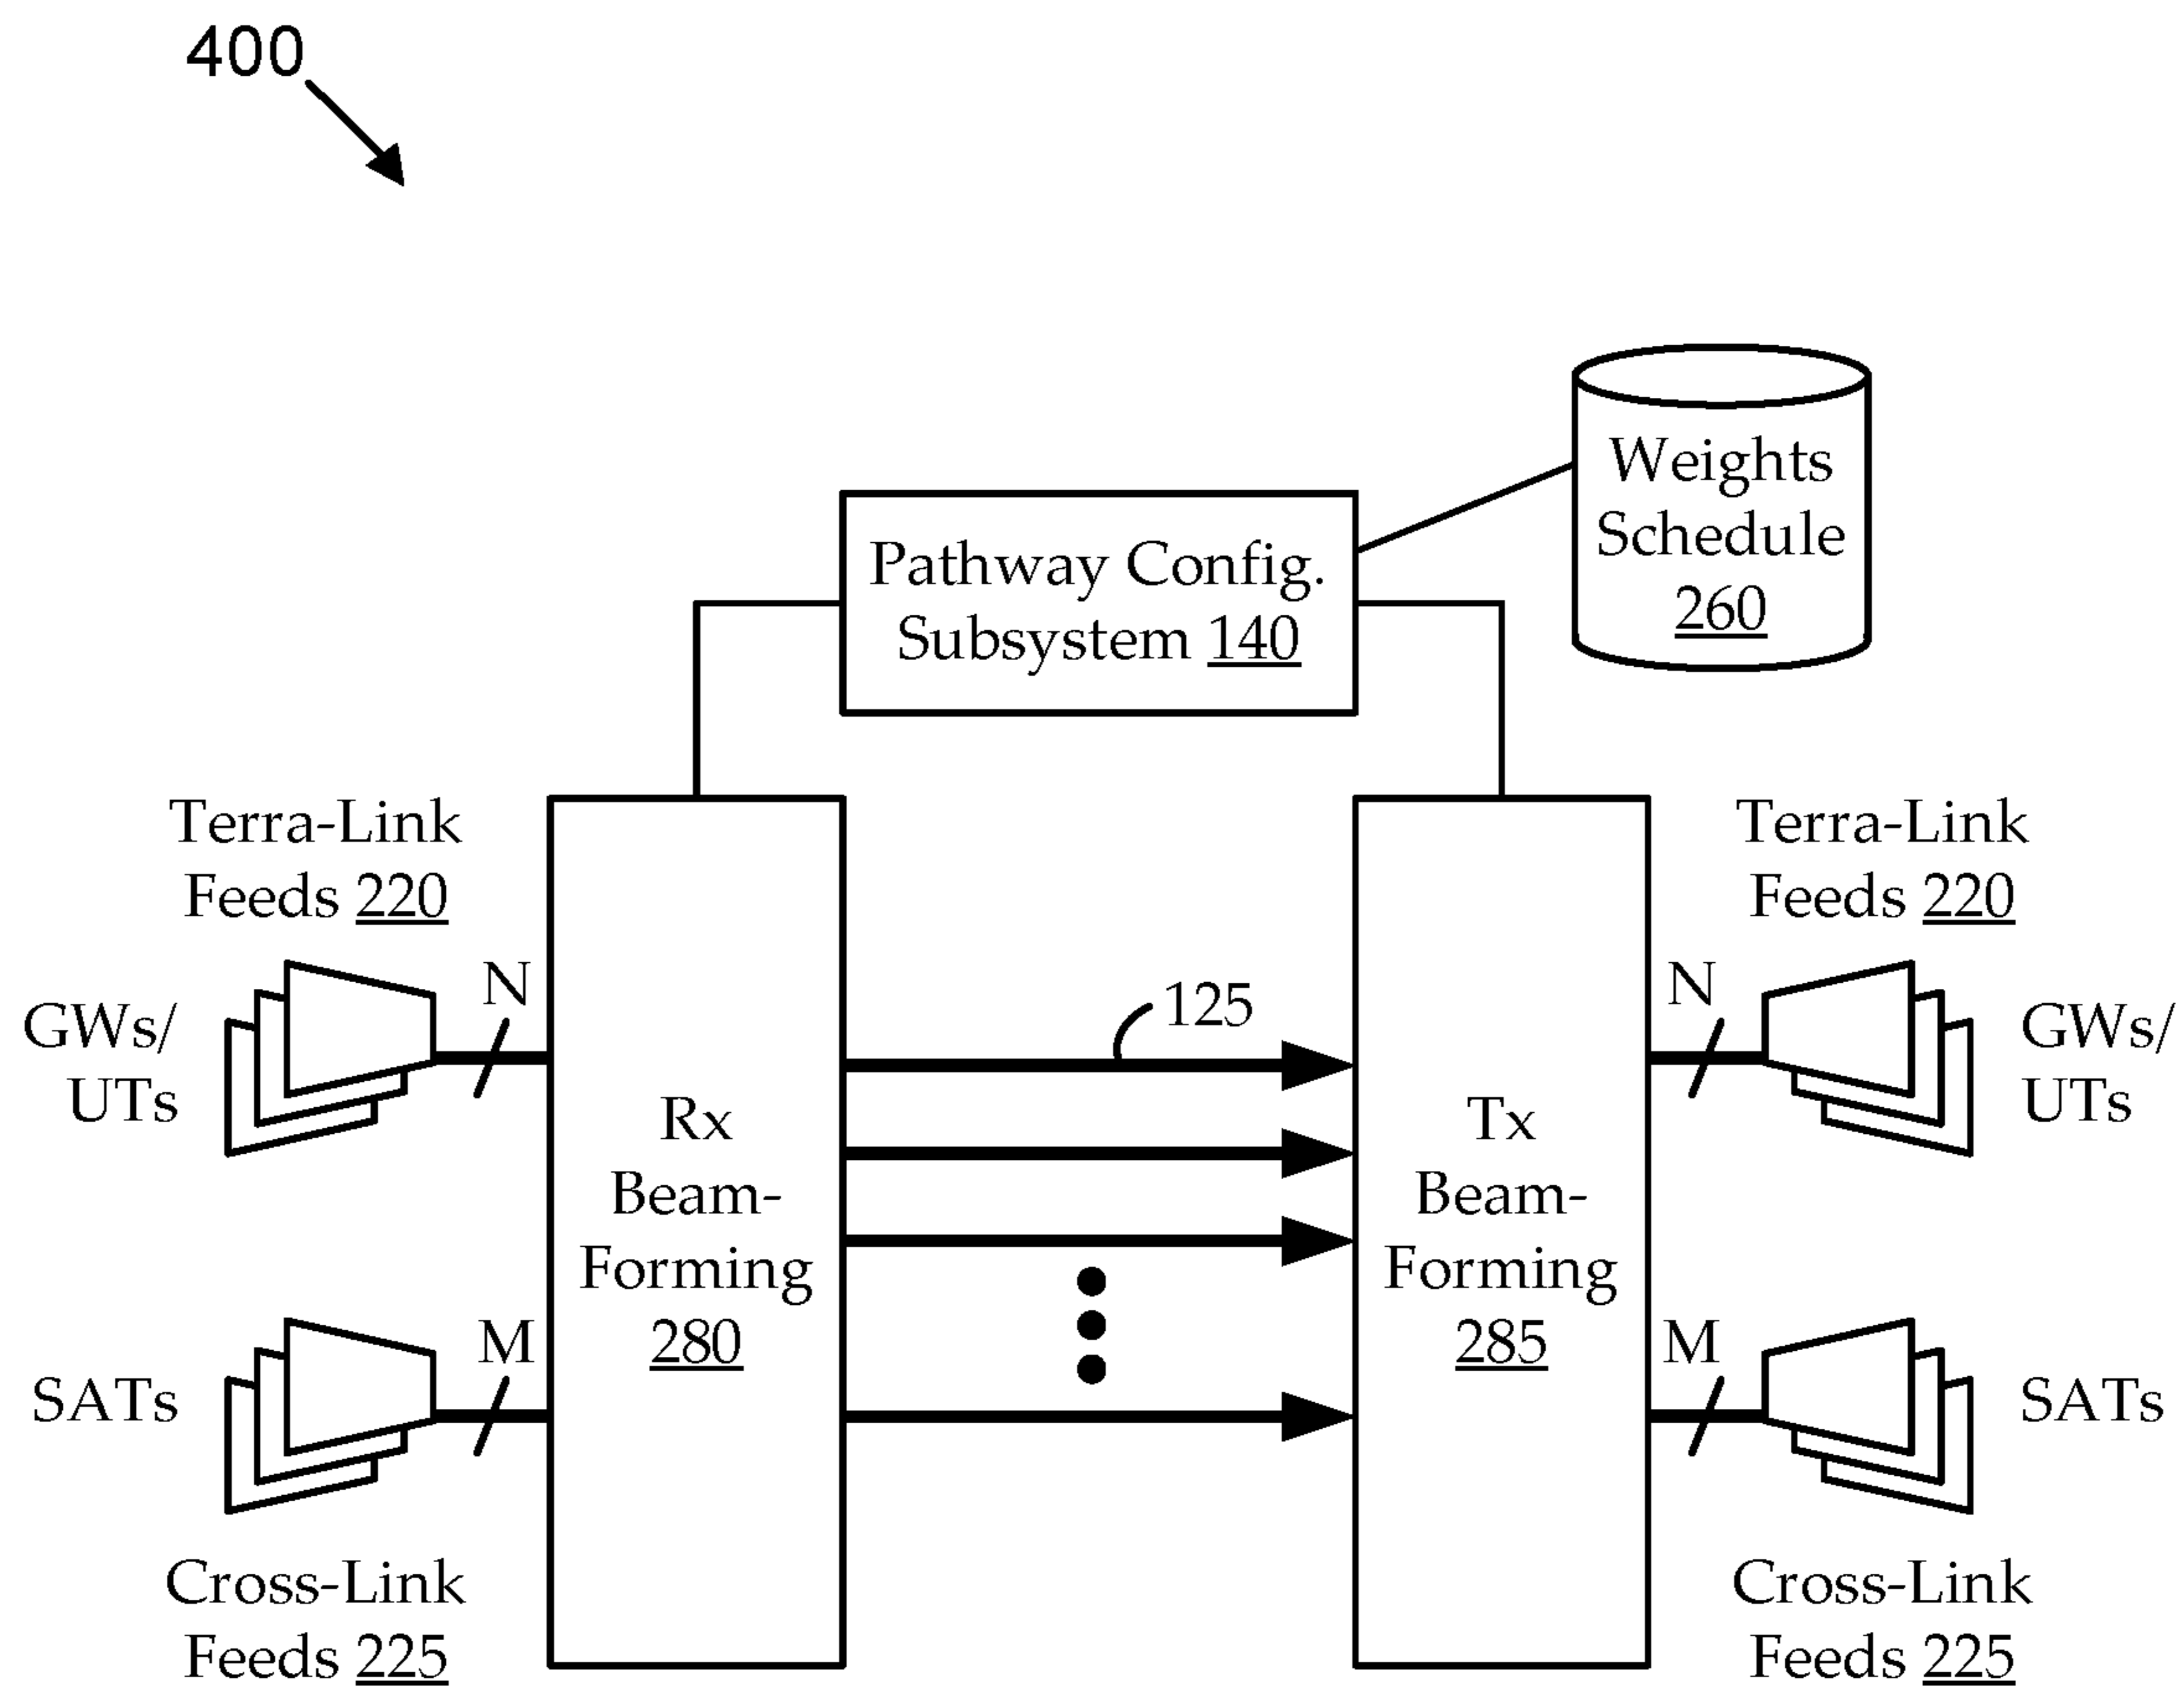 400
Weights
Schedule
260
Pathway Config.
Subsystem 140
Terra-Link
Feeds 220
Terra-Link
Feeds 220
N
N
GWs/
UTs
125
GWs/
UTs
Rx
Beam-
Forming
280
Tx
Beam-
Forming
285
M
M
SATs
SATs
Cross-Link
Feeds 225
Cross-Link
Feeds 225